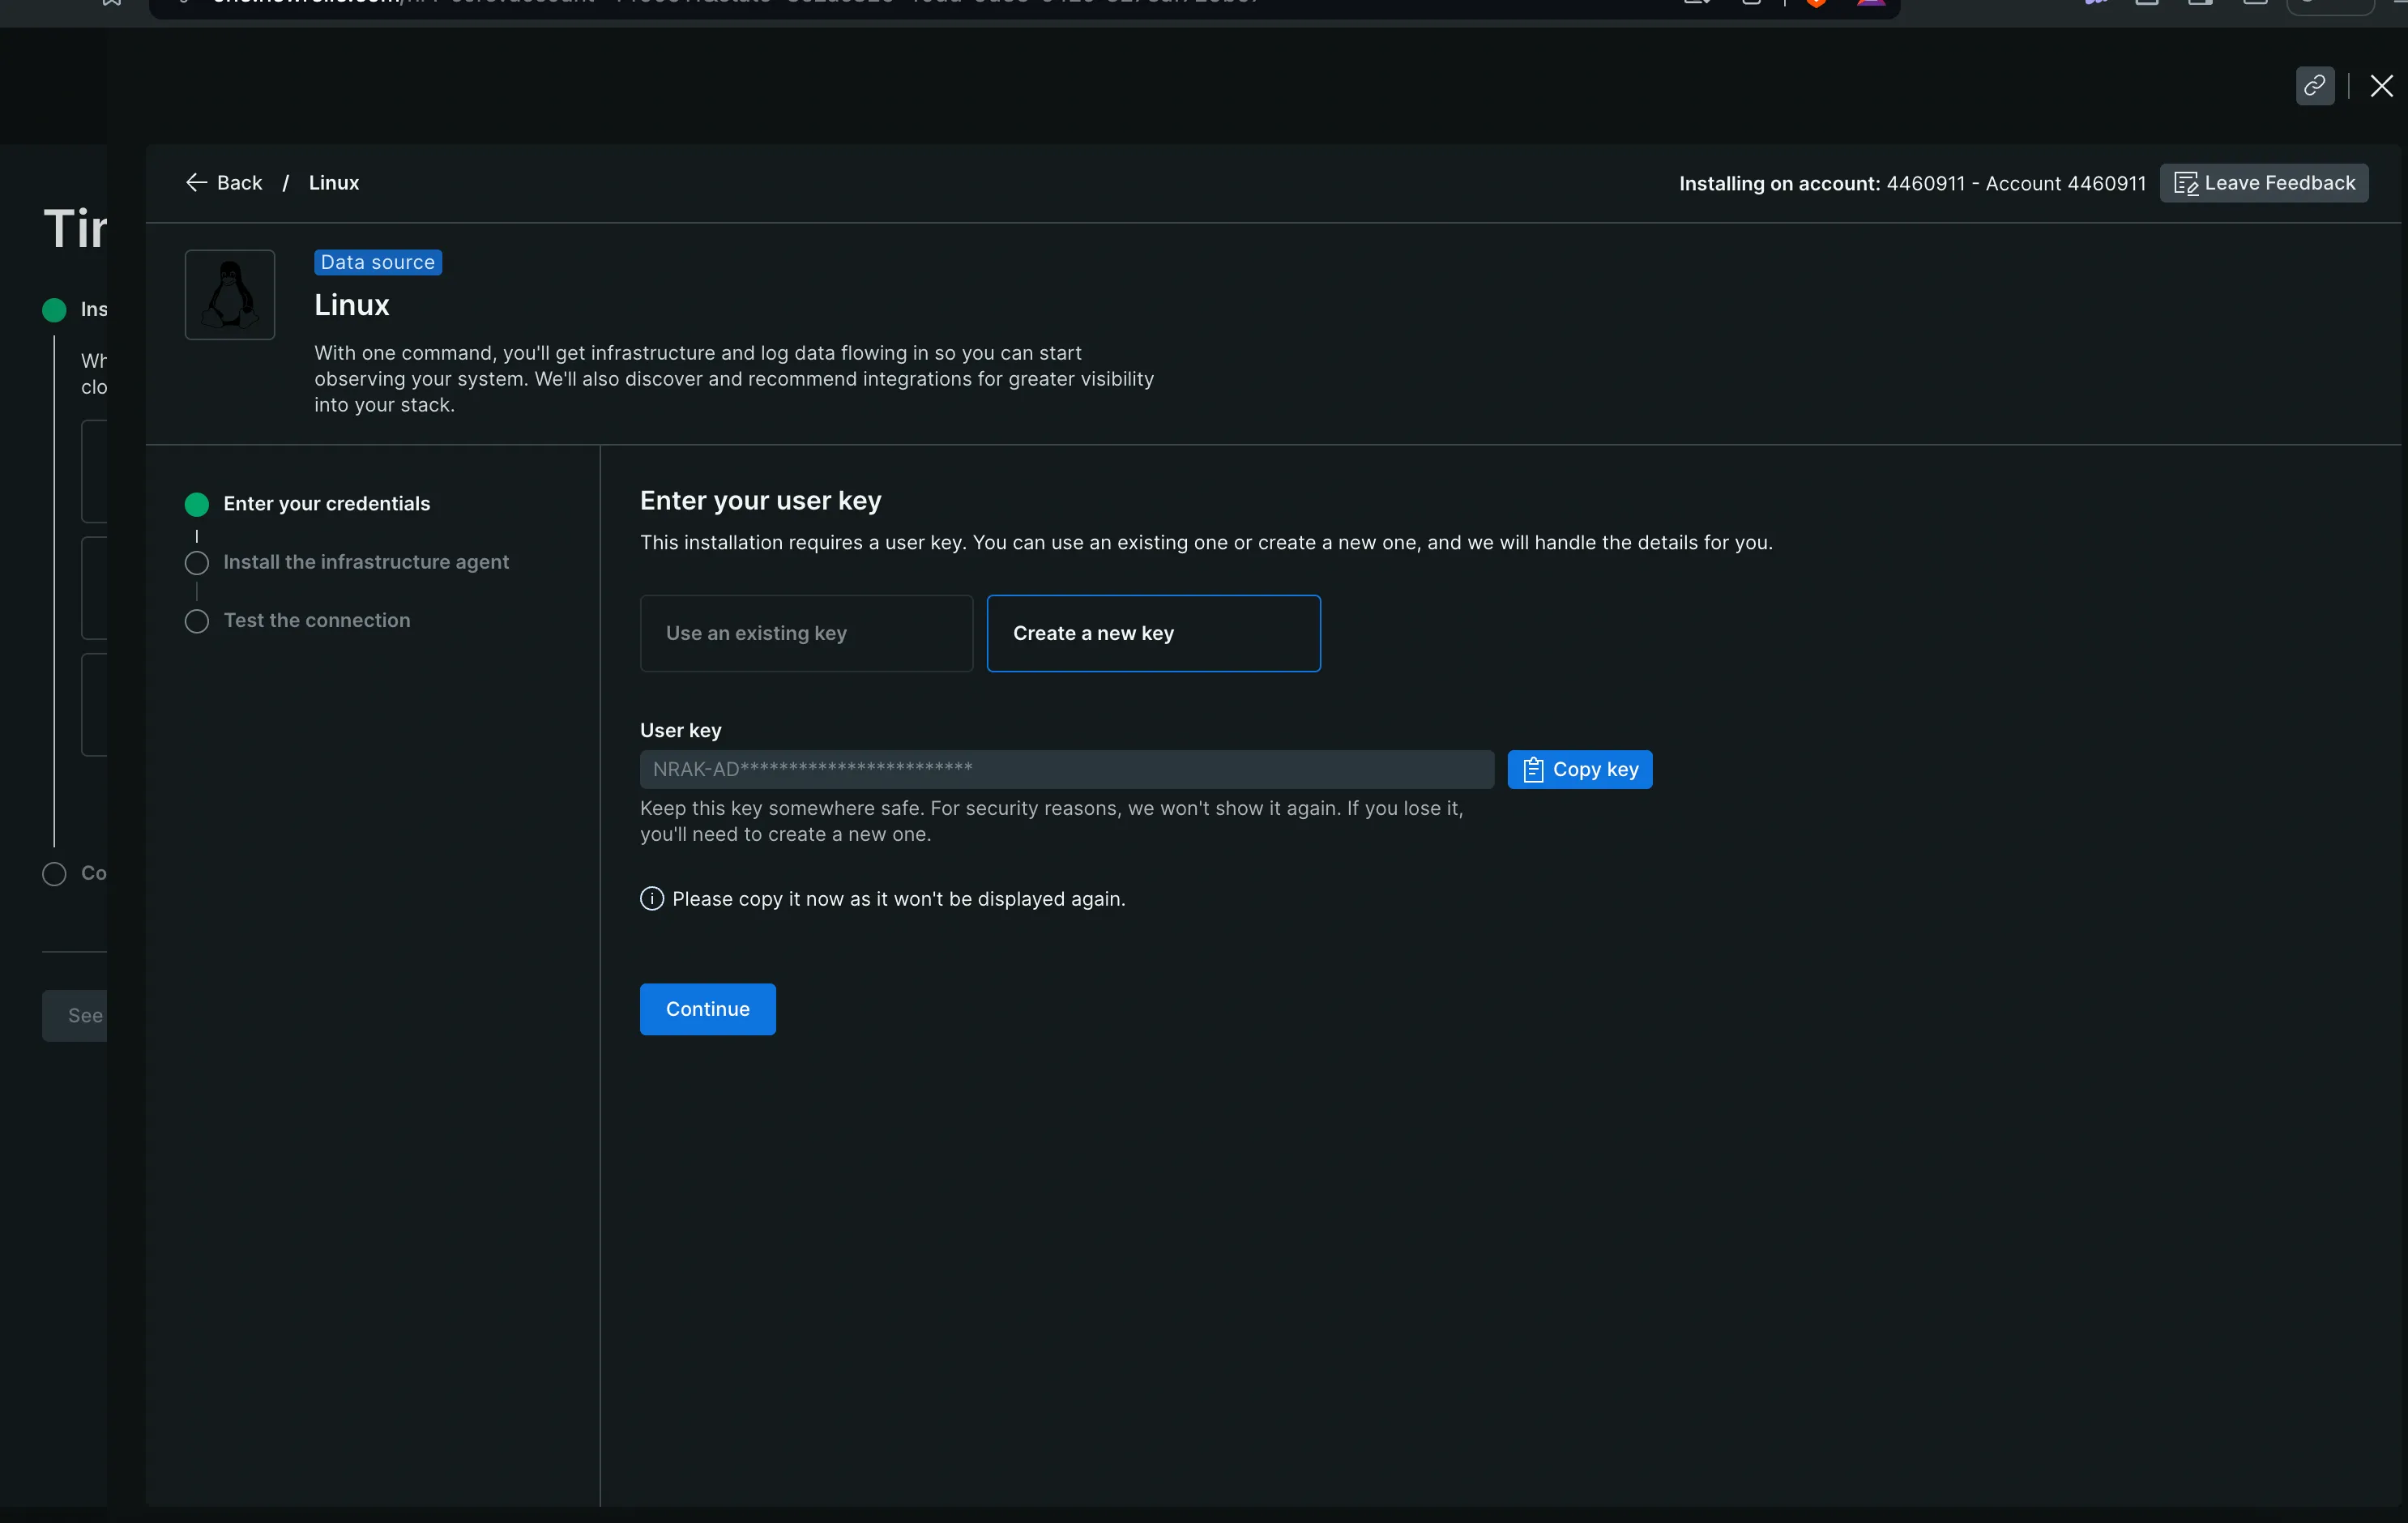 Back / Linux
Installing on account: 4460911 - Account 4460911
Leave Feedback
Tir
Data source
Linux
With one command, you'll get infrastructure and log data flowing in so you can start
observing your system. We'll also discover and recommend integrations for greater visibility
into your stack.
Ins
Wh
clo
Co
See
Enter your credentials
Install the infrastructure agent
Test the connection
Enter your user key
This installation requires a user key. You can use an existing one or create a new one, and we will handle the details for you.
Use an existing key
Create a new key
User key
NRAK-AD************************
Copy key
Keep this key somewhere safe. For security reasons, we won't show it again. If you lose it,
you'll need to create a new one.
Please copy it now as it won't be displayed again.
Continue